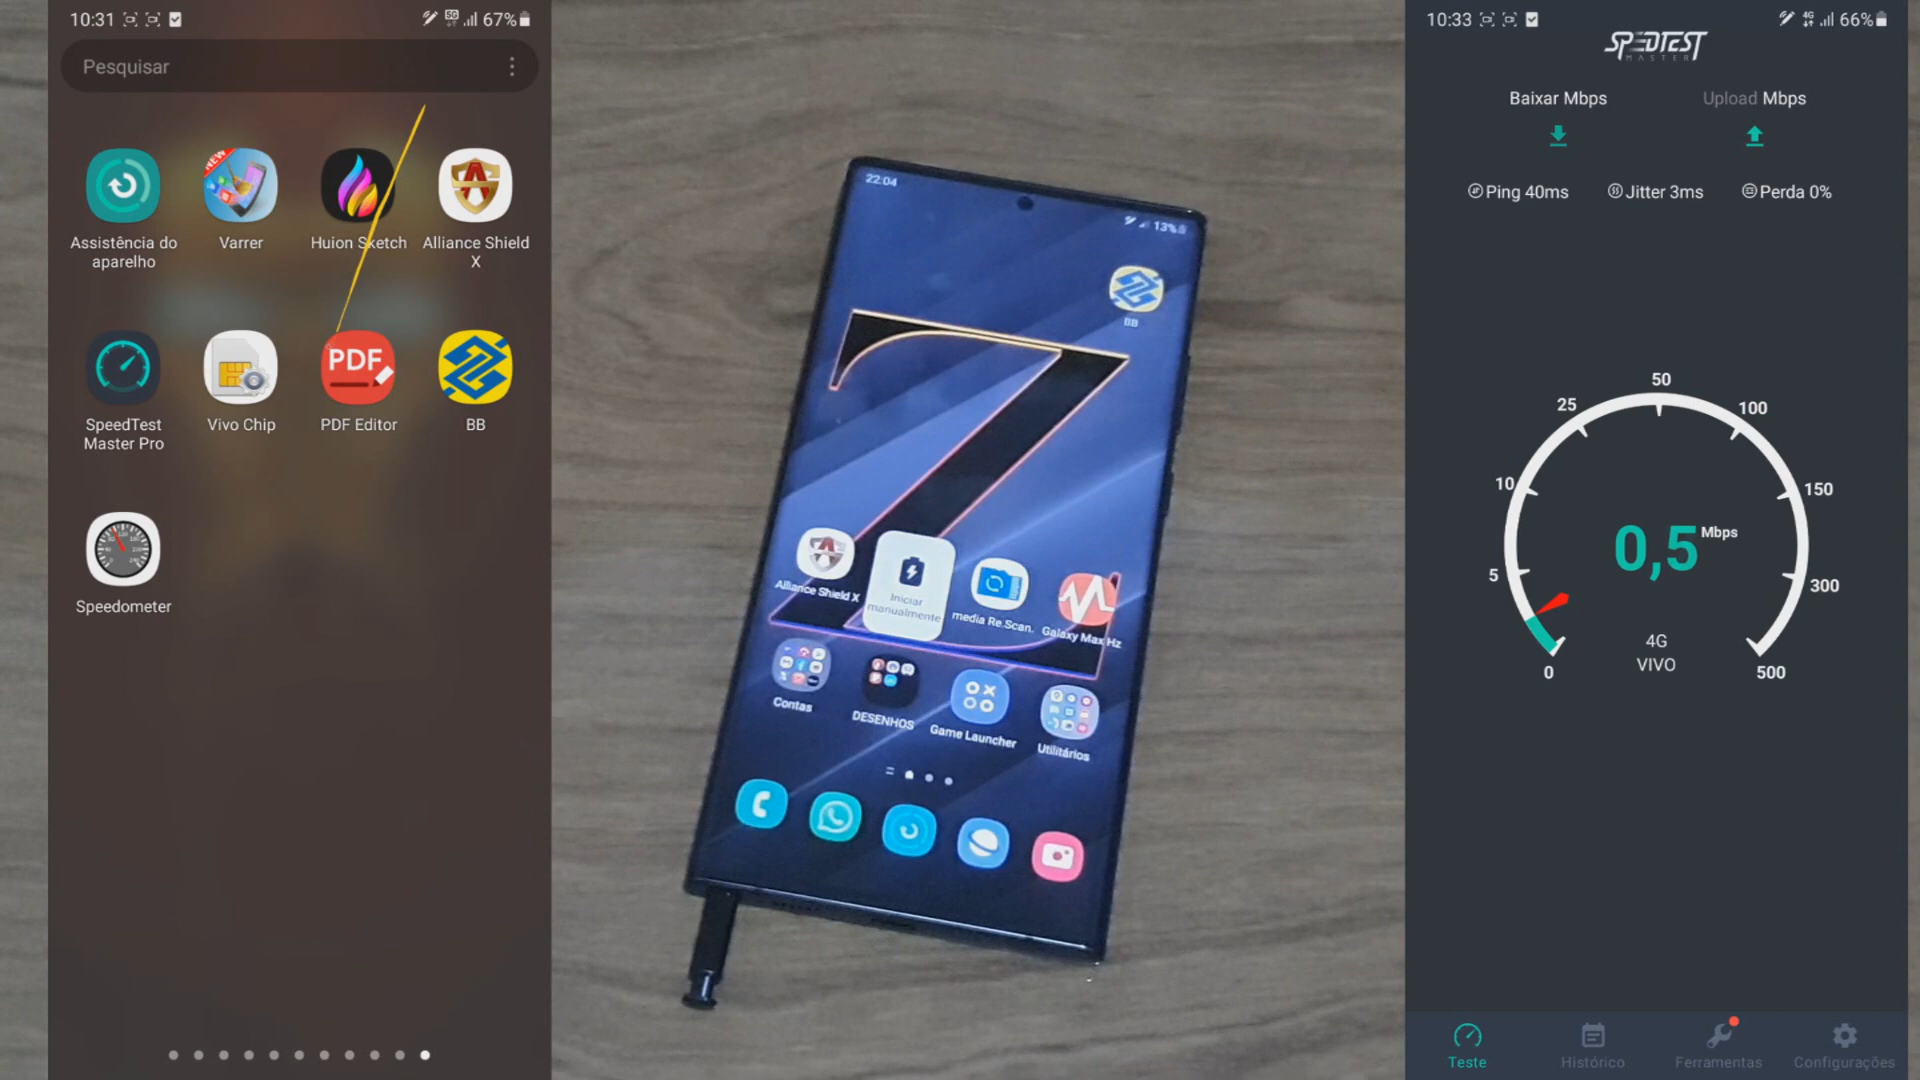 10:31
5G
67%
Pesquisar
NEW
Assistência do
aparelho
Varrer
Huion Sketch
Alliance Shield
X
PDF
SpeedTest
Master Pro
Vivo Chip
PDF Editor
BB
Speedometer
22:04
13%
BB
Alliance Shield X
Iniciar
manualmente
media Re.Scan.
Galaxy Max Hz
Contas
DESENHOS
Game Launcher
Utilitários
10:33
4G
66%
SPEEDTEST
MASTER
Baixar Mbps
Upload Mbps
Ping 40ms
Jitter 3ms
Perda 0%
50
25
100
10
150
0,5 Mbps
5
300
4G
VIVO
0
500
Teste
Histórico
Ferramentas
Configurações